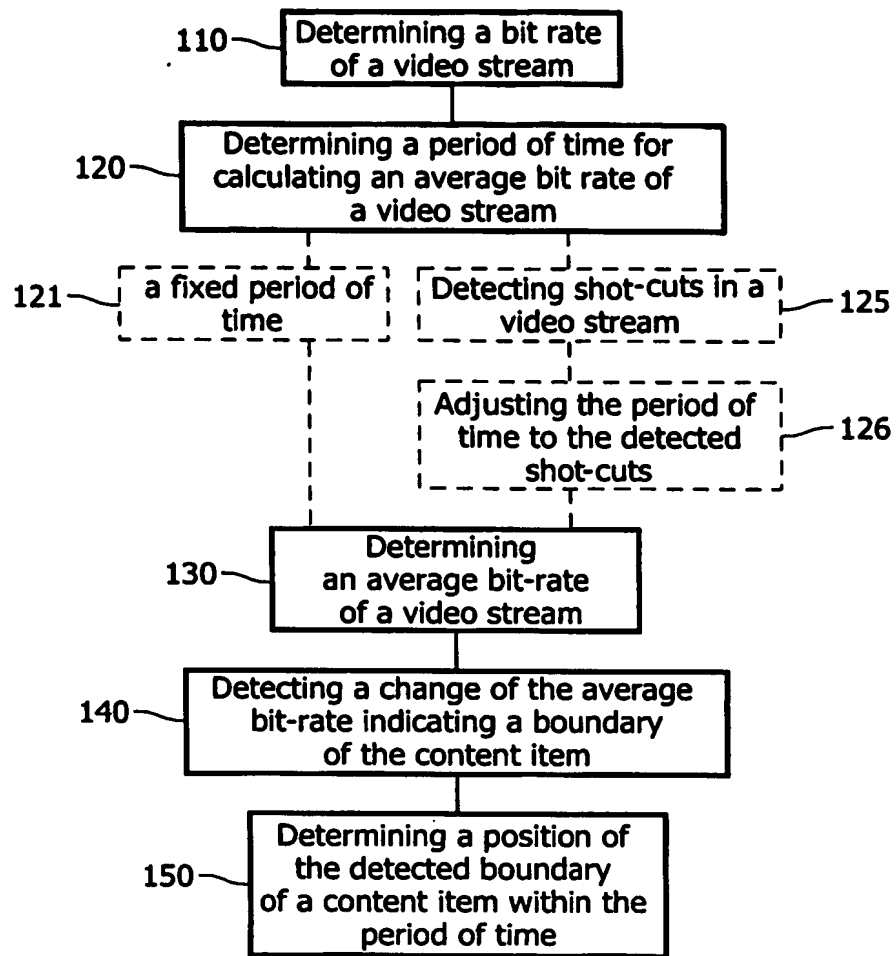 110
Determining a bit rate
of a video stream
120
Determining a period of time for
calculating an average bit rate of
a video stream
121
a fixed period of
time
Detecting shot-cuts in a
video stream
125
Adjusting the period of
time to the detected
shot-cuts
126
130
Determining
an average bit-rate
of a video stream
140
Detecting a change of the average
bit-rate indicating a boundary
of the content item
150
Determining a position of
the detected boundary
of a content item within the
period of time